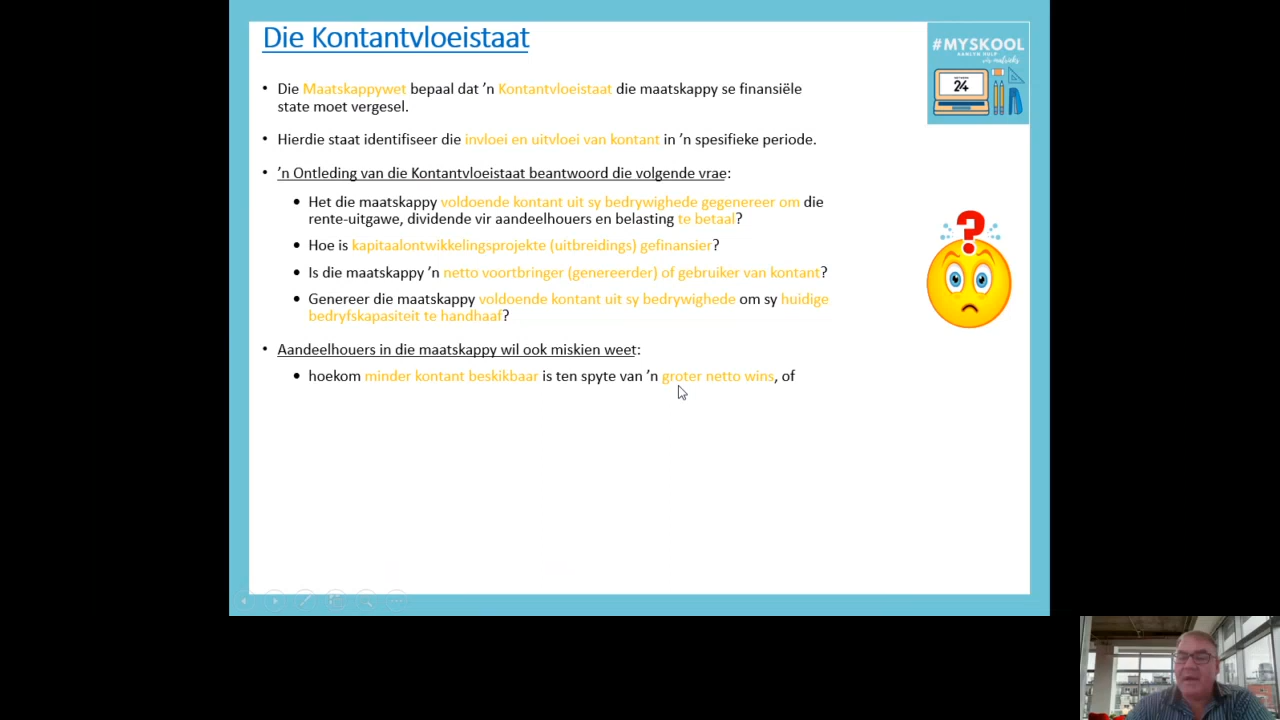 Die Kontantvloeistaat
#MYSKOOL
AANLYN HULP
vir matrieks
NETWERK
24
• Die Maatskappywet bepaal dat ’n Kontantvloeistaat die maatskappy se finansiële
state moet vergesel.
• Hierdie staat identifiseer die invloei en uitvloei van kontant in ’n spesifieke periode.
• ’n Ontleding van die Kontantvloeistaat beantwoord die volgende vrae:
• Het die maatskappy voldoende kontant uit sy bedrywighede gegenereer om die
rente-uitgawe, dividende vir aandeelhouers en belasting te betaal?
• Hoe is kapitaalontwikkelingsprojekte (uitbreidings) gefinansier?
• Is die maatskappy ’n netto voortbringer (genereerder) of gebruiker van kontant?
• Genereer die maatskappy voldoende kontant uit sy bedrywighede om sy huidige
bedryfskapasiteit te handhaaf?
• Aandeelhouers in die maatskappy wil ook miskien weet:
• hoekom minder kontant beskikbaar is ten spyte van ’n groter netto wins, of